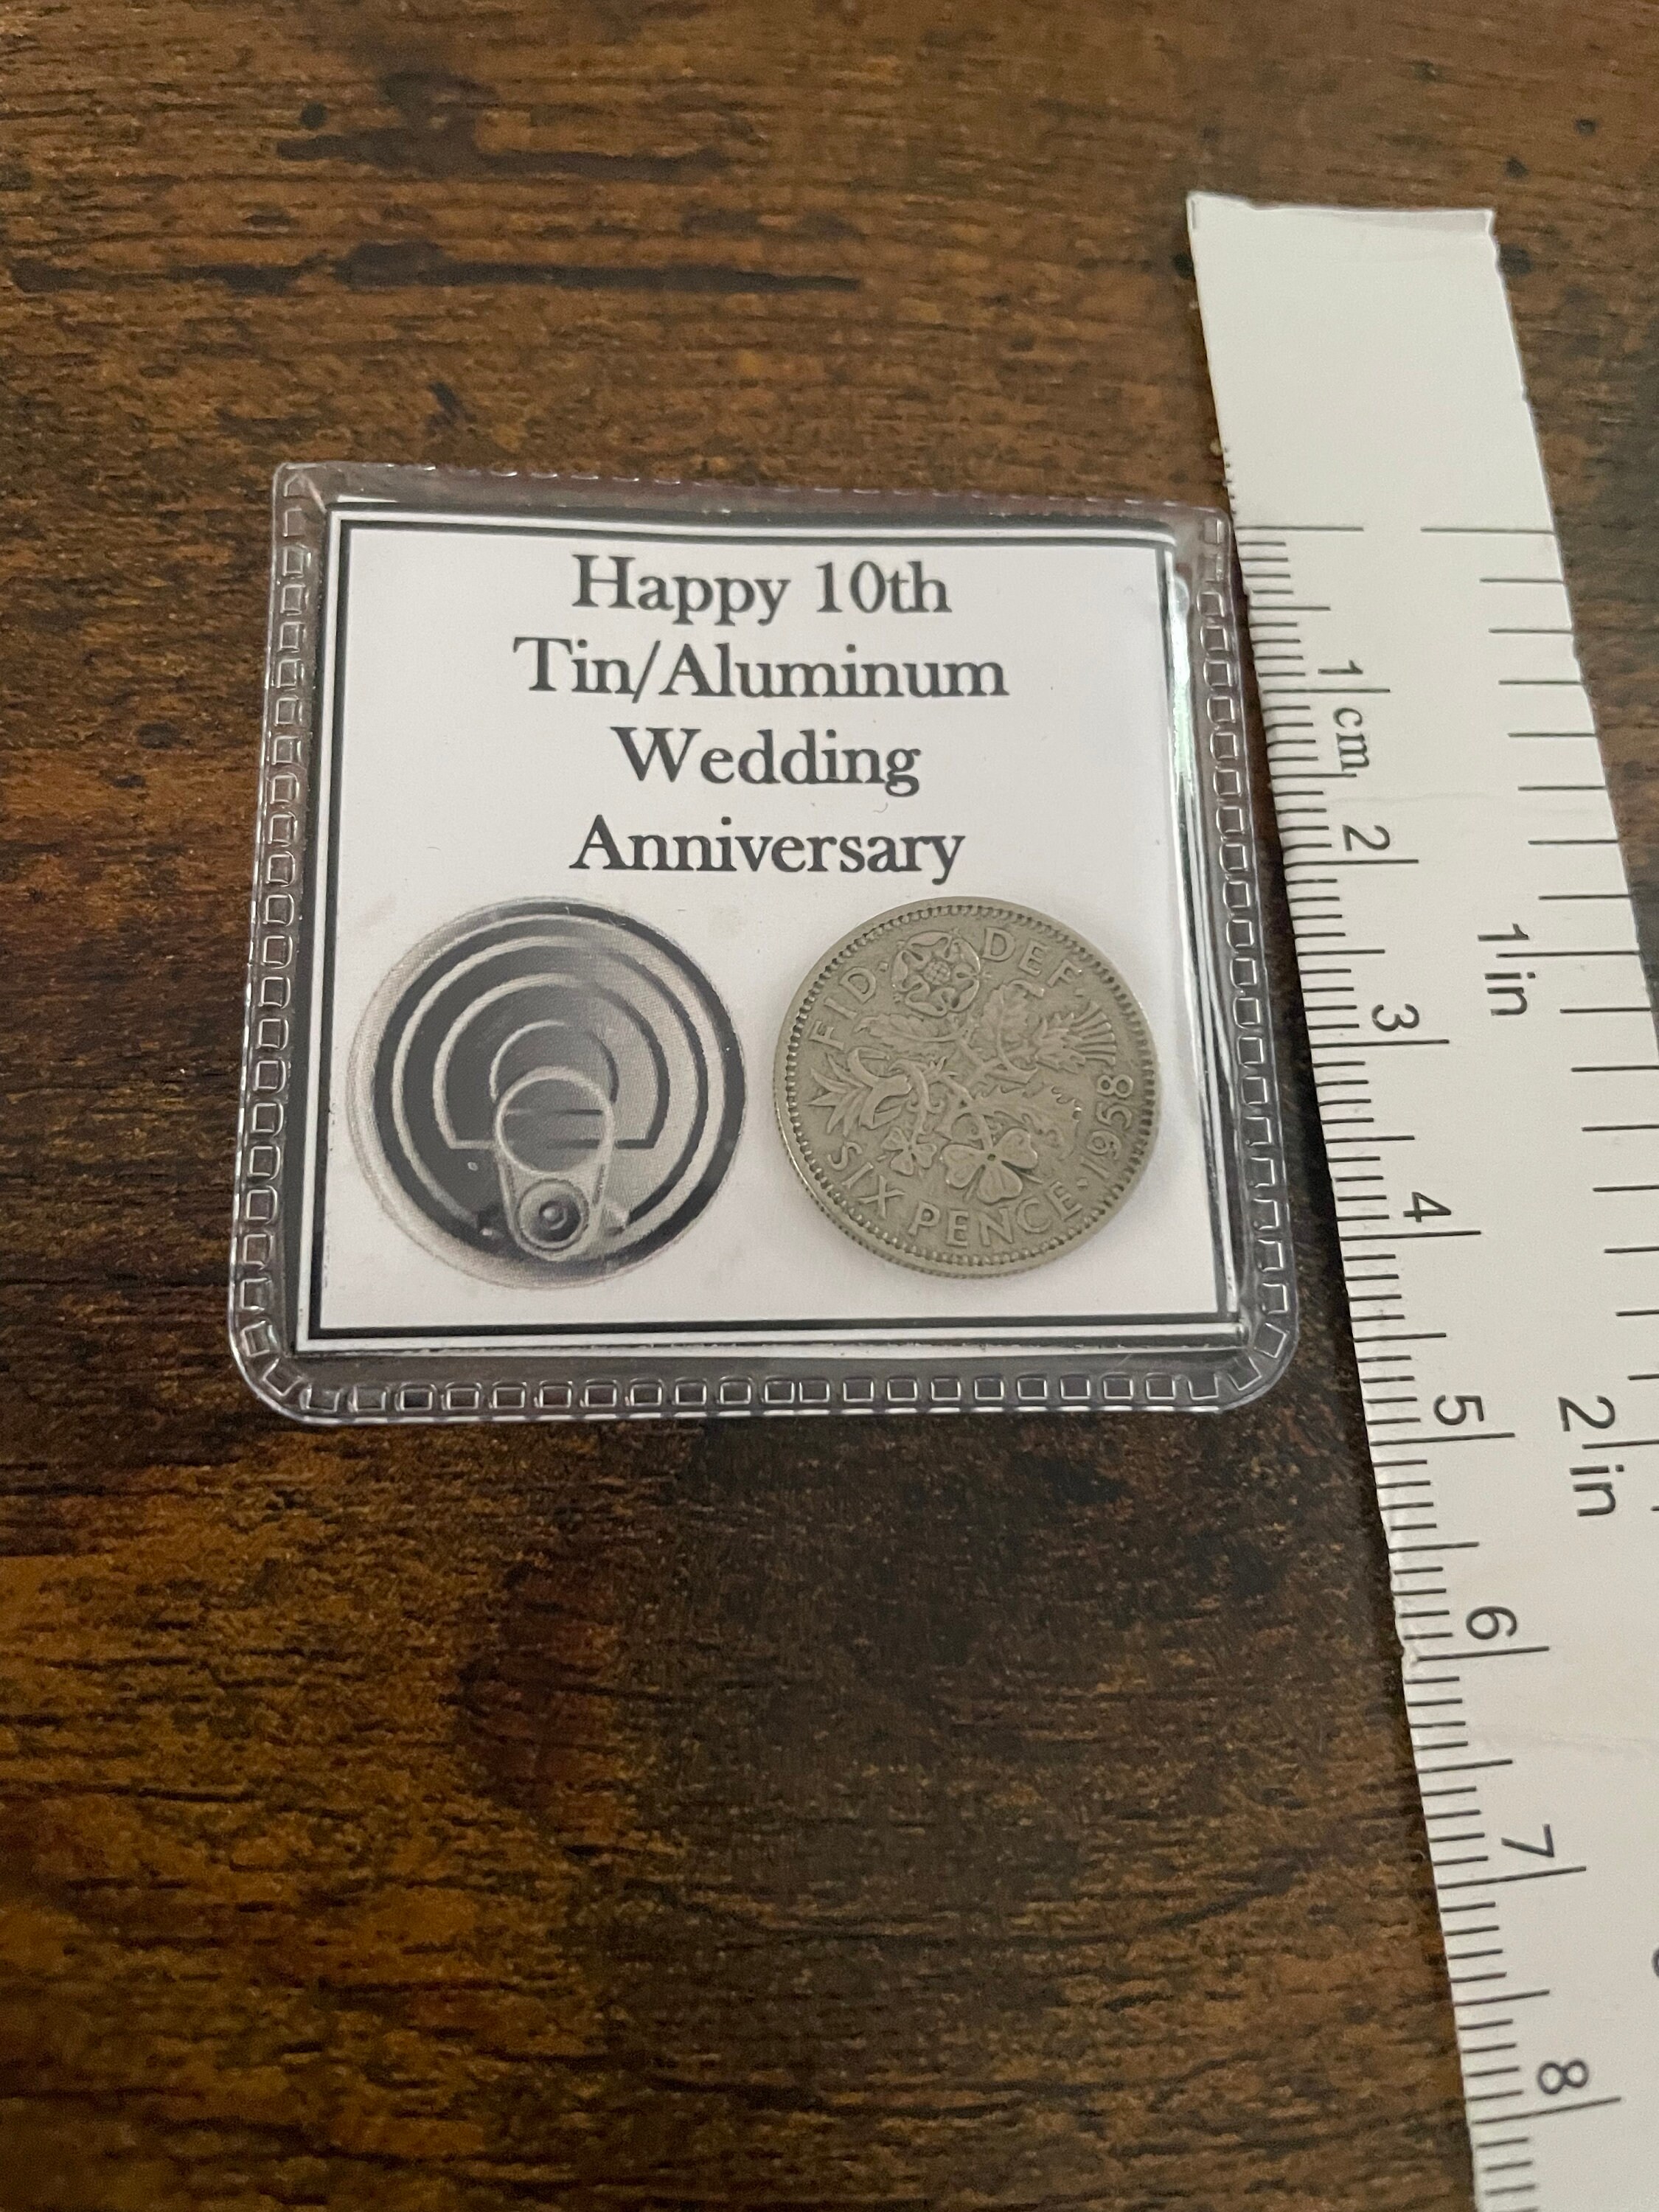 Happy 10th
Tin/Aluminum
Wedding
Anniversary
FID · DEF
SIX PENCE · 1958
1 cm
2
3
4
5
6
7
8
1 in
2 in